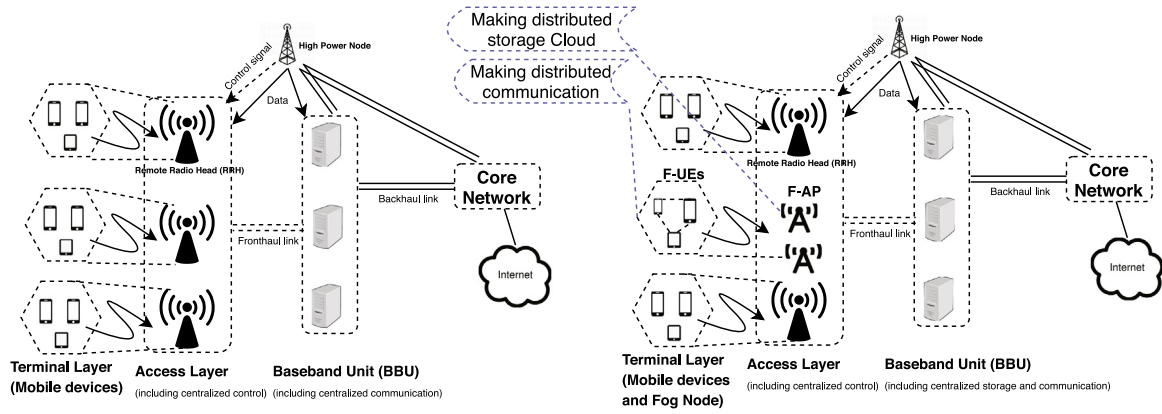 High Power Node
Control signal
Data
Remote Radio Head (RRH)
Fronthaul link
Backhaul link
Core
Network
Internet
Terminal Layer
(Mobile devices)
Access Layer
(including centralized control)
Baseband Unit (BBU)
(including centralized communication)
Making distributed
storage Cloud
Making distributed
communication
High Power Node
Control signal
Data
Remote Radio Head (RRH)
F-UEs
F-AP
Fronthaul link
Backhaul link
Core
Network
Internet
Terminal Layer
(Mobile devices
and Fog Node)
Access Layer
(including centralized control)
Baseband Unit (BBU)
(including centralized storage and communication)